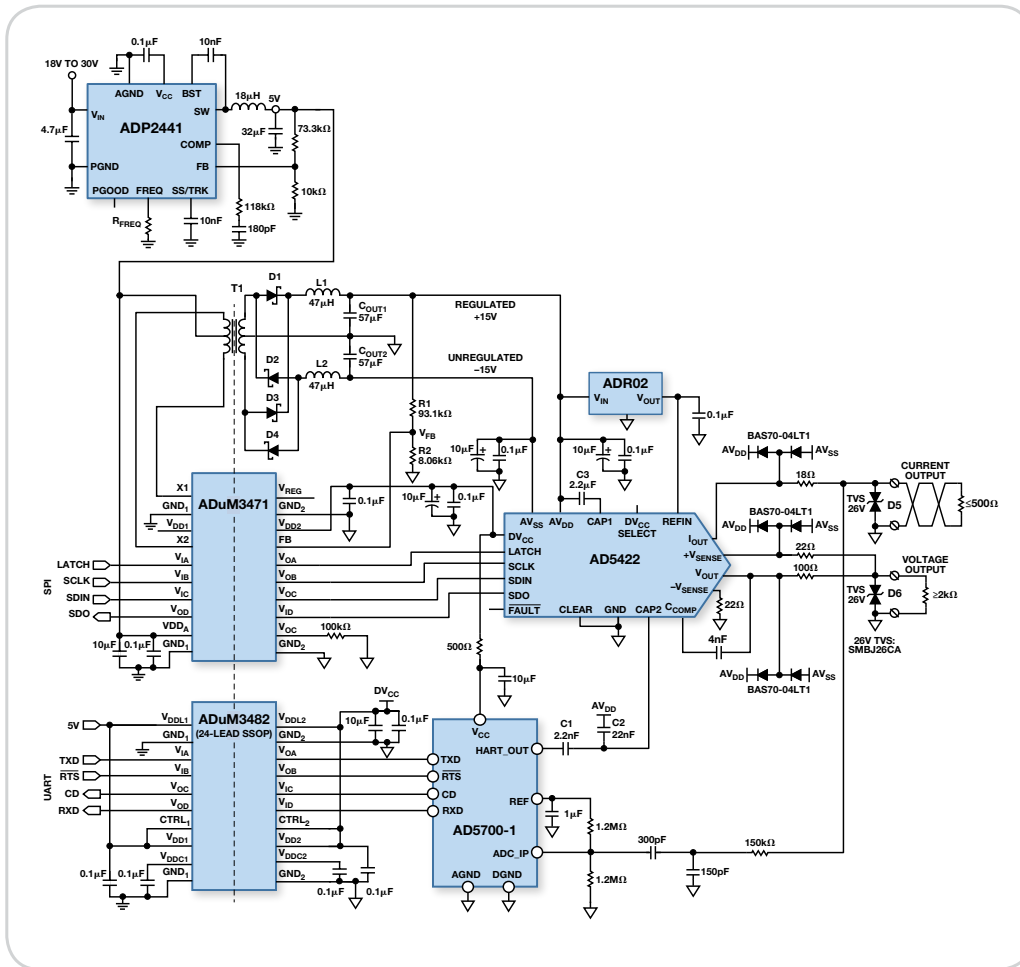 0.1µF
10nF
18V TO 30V
AGND
VCC
BST
18µH
5V
VIN
SW
ADP2441
4.7µF
COMP
32µF
73.3kΩ
PGND
FB
PGOOD
FREQ
SS/TRK
10kΩ
RFREQ
10nF
118kΩ
180pF
T1
D1
L1
47µH
COUT1
57µF
REGULATED
+15V
D2
L2
47µH
COUT2
57µF
UNREGULATED
–15V
D3
D4
R1
93.1kΩ
VFB
R2
8.06kΩ
ADR02
VIN
VOUT
0.1µF
10µF
+
0.1µF
10µF
+
0.1µF
C3
2.2µF
BAS70-04LT1
AVDD
AVSS
18Ω
CURRENT
OUTPUT
TVS
26V
D5
≤500Ω
BAS70-04LT1
AVDD
AVSS
22Ω
100Ω
VOLTAGE
OUTPUT
TVS
26V
D6
≥2kΩ
26V TVS:
SMBJ26CA
X1
ADuM3471
VREG
GND1
GND2
VDD1
VDD2
X2
FB
0.1µF
10µF
+
0.1µF
SPI
LATCH
VIA
VOA
SCLK
VIB
VOB
SDIN
VIC
VOC
SDO
VOD
VID
VDDA
VOC
100kΩ
10µF
0.1µF
GND1
GND2
AVSS
AVDD
CAP1
DVCC
SELECT
REFIN
DVCC
LATCH
SCLK
SDIN
SDO
FAULT
AD5422
IOUT
+VSENSE
VOUT
–VSENSE
CCOMP
CLEAR
GND
CAP2
22Ω
4nF
AVDD
AVSS
BAS70-04LT1
500Ω
10µF
5V
VDDL1
ADuM3482
(24-LEAD SSOP)
VDDL2
DVCC
10µF
0.1µF
GND1
GND2
UART
TXD
VIA
VOA
RTS
VIB
VOB
CD
VOC
VIC
RXD
VOD
VID
CTRL1
CTRL2
VDD1
VDD2
VDDC1
VDDC2
GND1
GND2
0.1µF
0.1µF
0.1µF
0.1µF
VCC
HART_OUT
TXD
RTS
CD
RXD
AD5700-1
REF
ADC_IP
AGND
DGND
C1
2.2nF
AVDD
C2
22nF
1µF
1.2MΩ
300pF
150kΩ
150pF
1.2MΩ